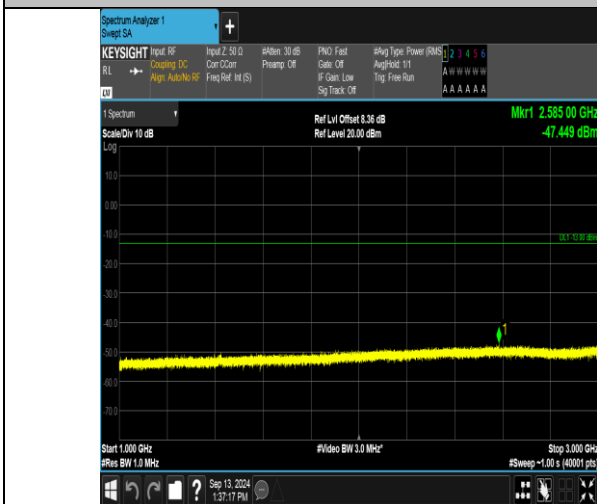 Spectrum Analyzer 1
Swept SA
+
KEYSIGHT Input: RF Input Z: 50 Ω #Atten: 30 dB PNO: Fast #Avg Type: Power (RMS 1 2 3 4 5 6
RL Coupling: DC Corr CCorr Preamp: Off Gate: Off Avg|Hold: 1/1 A W W W W W
Align: Auto/No RF Freq Ref: Int (S) IF Gain: Low Trig: Free Run
LXI Sig Track: Off A A A A A A
1 Spectrum Ref Lvl Offset 8.36 dB Mkr1 2.585 00 GHz
Scale/Div 10 dB Ref Level 20.00 dBm -47.449 dBm
Log
10.0
0.00
-10.0
DL1 -13.00 dBm
-20.0
-30.0
-40.0
1
-50.0
-60.0
-70.0
Start 1.000 GHz #Video BW 3.0 MHz* Stop 3.000 GHz
#Res BW 1.0 MHz #Sweep ~1.00 s (40001 pts)
? Sep 13, 2024
1:37:17 PM